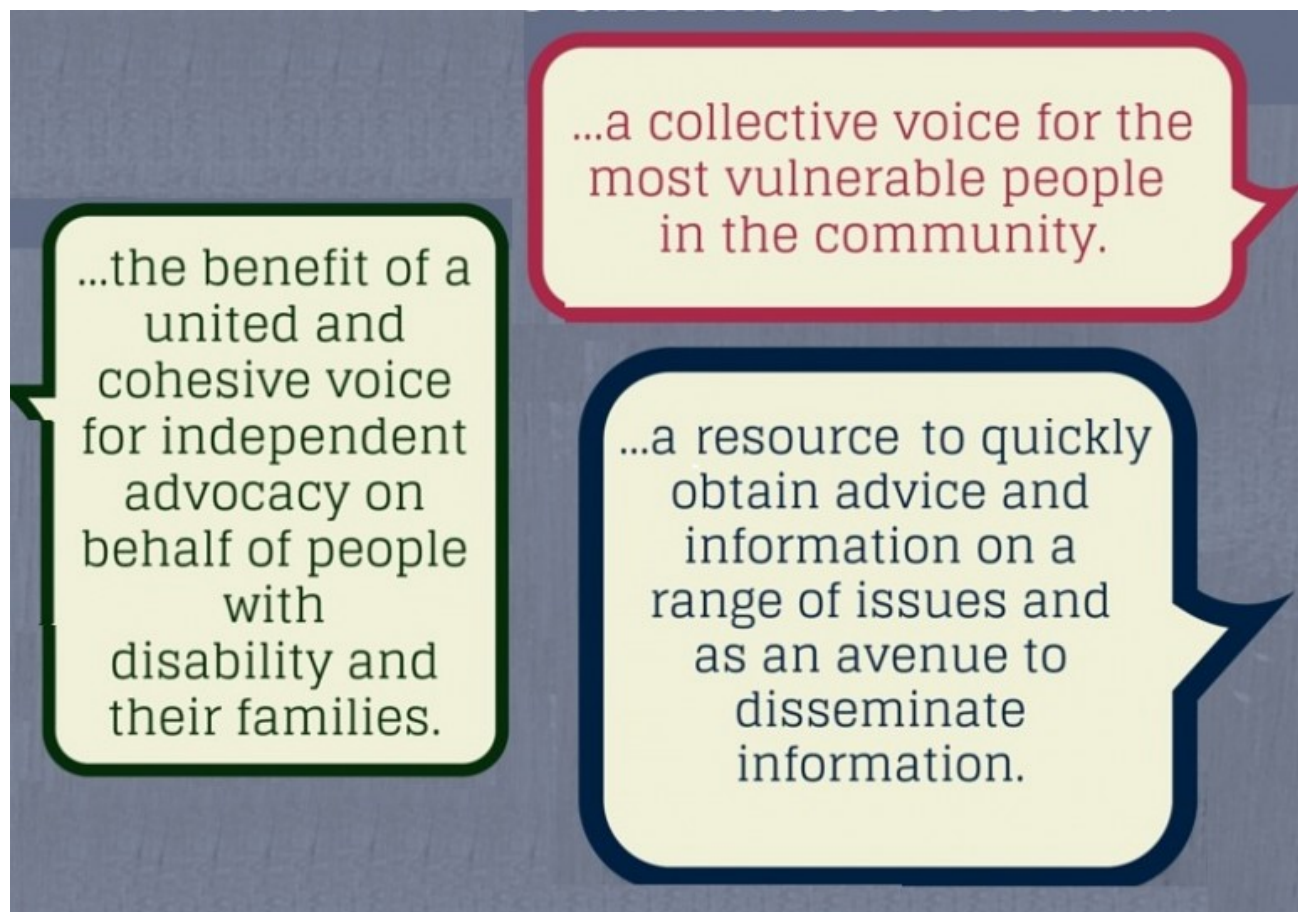 ...a collective voice for the
most vulnerable people
in the community.
...the benefit of a
united and
cohesive voice
for independent
advocacy on
behalf of people
with
disability and
their families.
...a resource to quickly
obtain advice and
information on a
range of issues and
as an avenue to
disseminate
information.